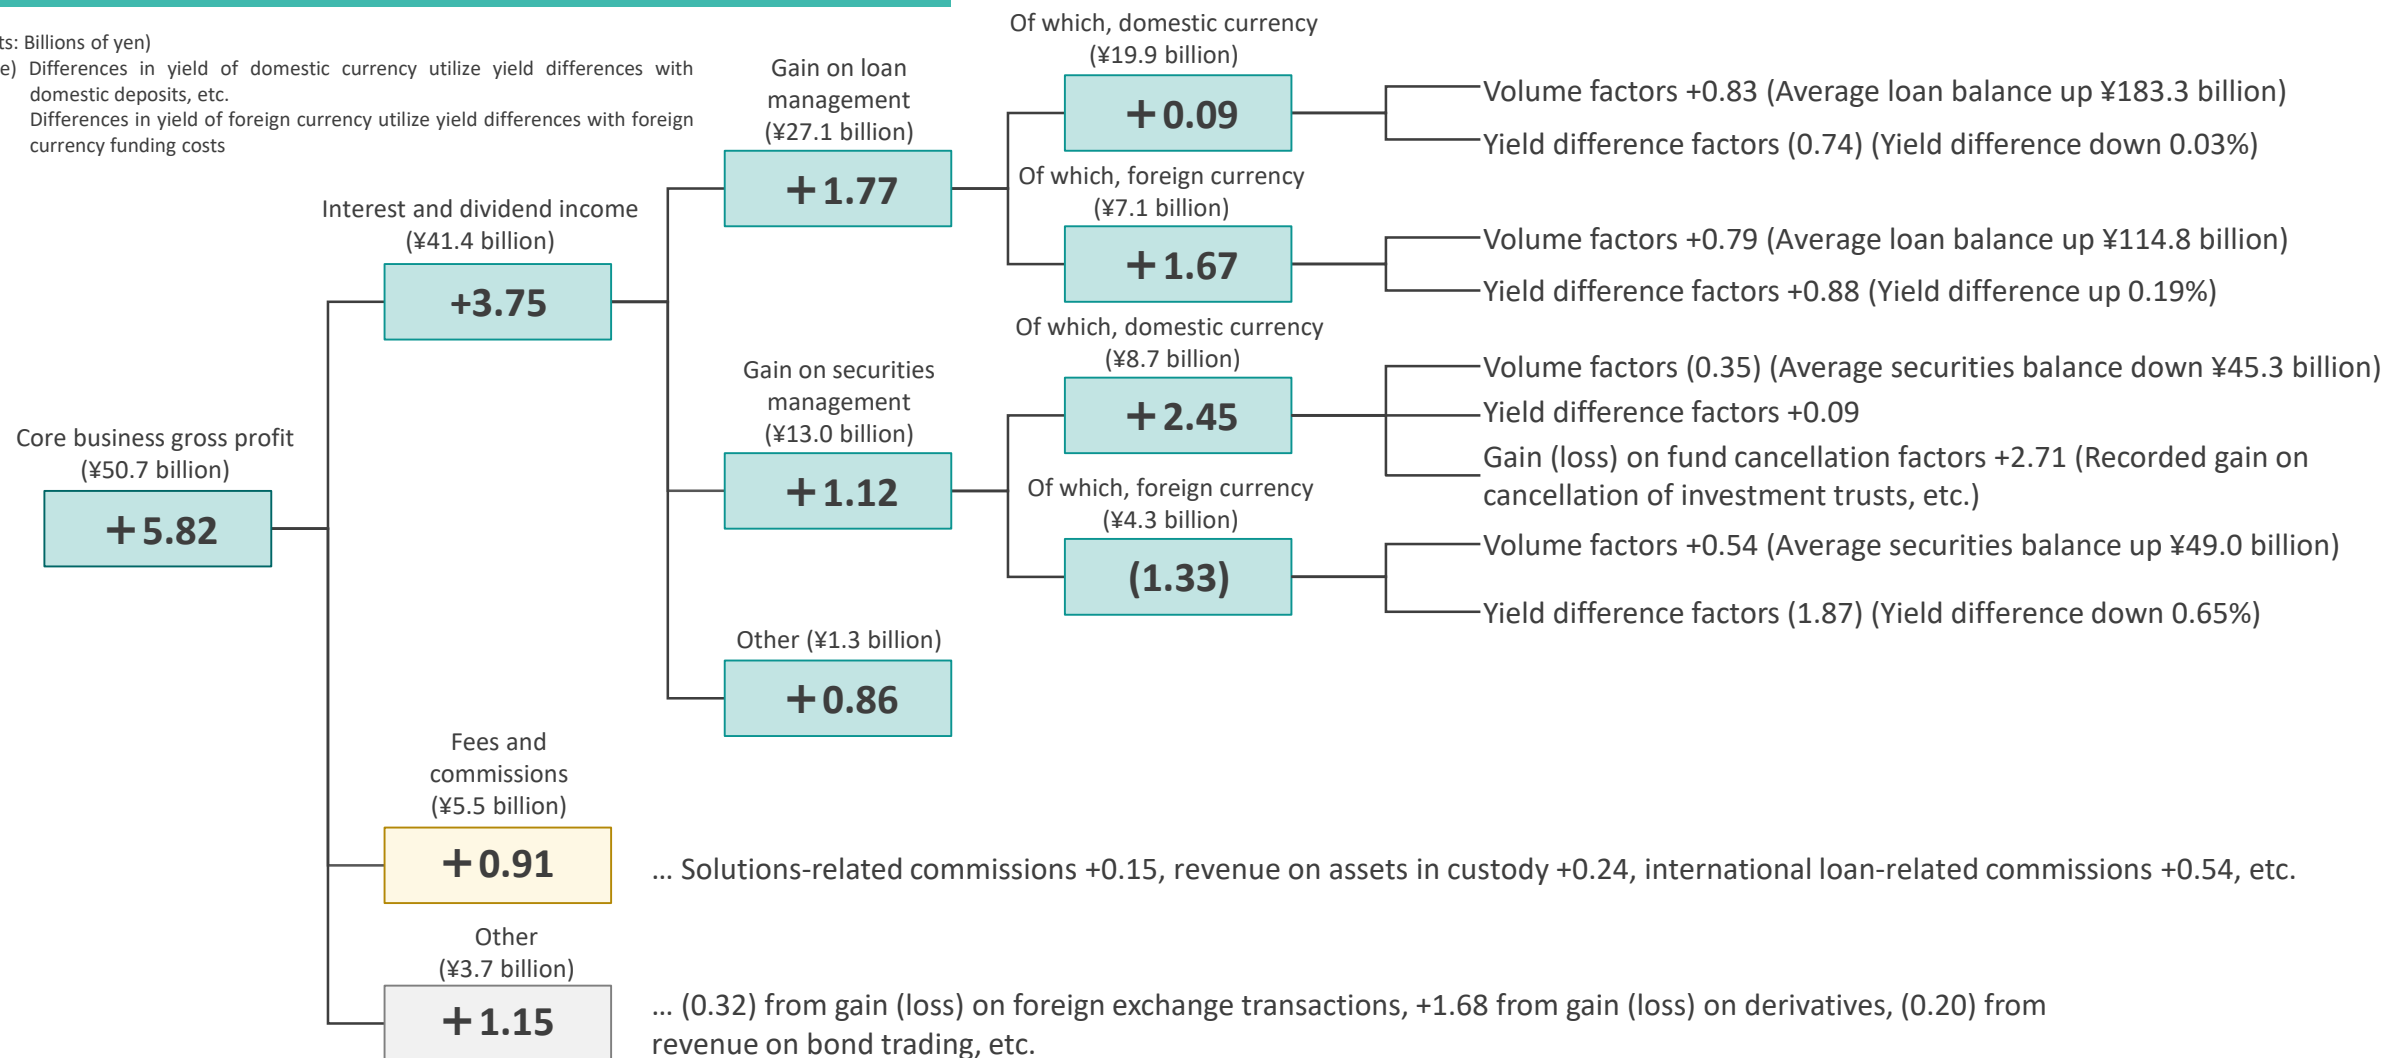 ts: Billions of yen)
e) Differences in yield of domestic currency utilize yield differences with
domestic deposits, etc.
Differences in yield of foreign currency utilize yield differences with foreign
currency funding costs
Core business gross profit
(¥50.7 billion)
+5.82
Interest and dividend income
(¥41.4 billion)
+3.75
Gain on loan
management
(¥27.1 billion)
+1.77
Of which, domestic currency
(¥19.9 billion)
+0.09
Volume factors +0.83 (Average loan balance up ¥183.3 billion)
Yield difference factors (0.74) (Yield difference down 0.03%)
Of which, foreign currency
(¥7.1 billion)
+1.67
Volume factors +0.79 (Average loan balance up ¥114.8 billion)
Yield difference factors +0.88 (Yield difference up 0.19%)
Gain on securities
management
(¥13.0 billion)
+1.12
Of which, domestic currency
(¥8.7 billion)
+2.45
Volume factors (0.35) (Average securities balance down ¥45.3 billion)
Yield difference factors +0.09
Gain (loss) on fund cancellation factors +2.71 (Recorded gain on
cancellation of investment trusts, etc.)
Of which, foreign currency
(¥4.3 billion)
(1.33)
Volume factors +0.54 (Average securities balance up ¥49.0 billion)
Yield difference factors (1.87) (Yield difference down 0.65%)
Other (¥1.3 billion)
+0.86
Fees and
commissions
(¥5.5 billion)
+0.91
... Solutions-related commissions +0.15, revenue on assets in custody +0.24, international loan-related commissions +0.54, etc.
Other
(¥3.7 billion)
+1.15
... (0.32) from gain (loss) on foreign exchange transactions, +1.68 from gain (loss) on derivatives, (0.20) from
revenue on bond trading, etc.